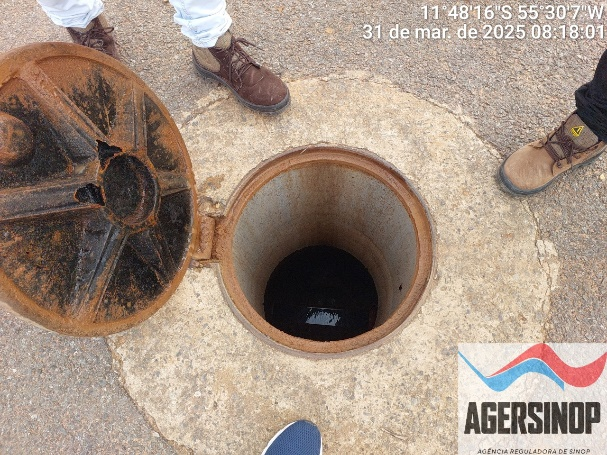 11°48'16"S 55°30'7"W
31 de mar. de 2025 08:18:01
AGERSINOP
AGÊNCIA REGULADORA DE SINOP